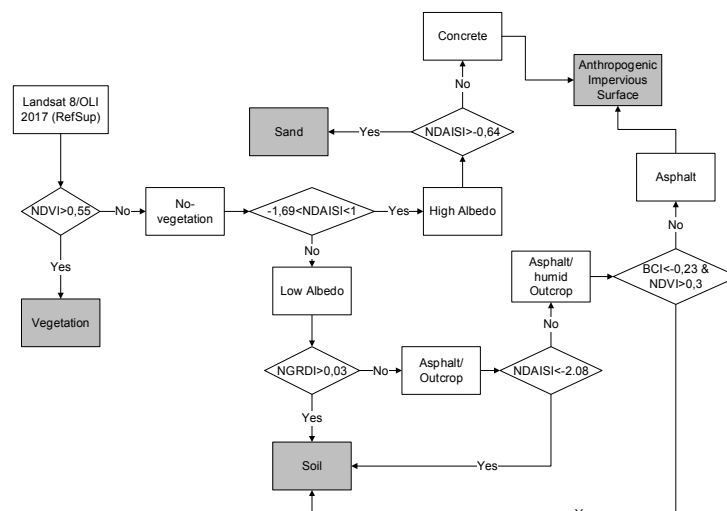 Concrete
Anthropogenic
Impervious
Surface
Landsat 8/OLI
2017 (RefSup)
No
Sand
Yes
NDAISI>-0,64
Asphalt
NDVI>0,55
No
No-
vegetation
-1,69<NDAISI<1
Yes
High Albedo
No
Yes
No
Asphalt/
humid
Outcrop
BCI<-0,23 &
NDVI>0,3
Vegetation
Low Albedo
No
NGRDI>0,03
No
Asphalt/
Outcrop
NDAISI<-2.08
Yes
Soil
Yes